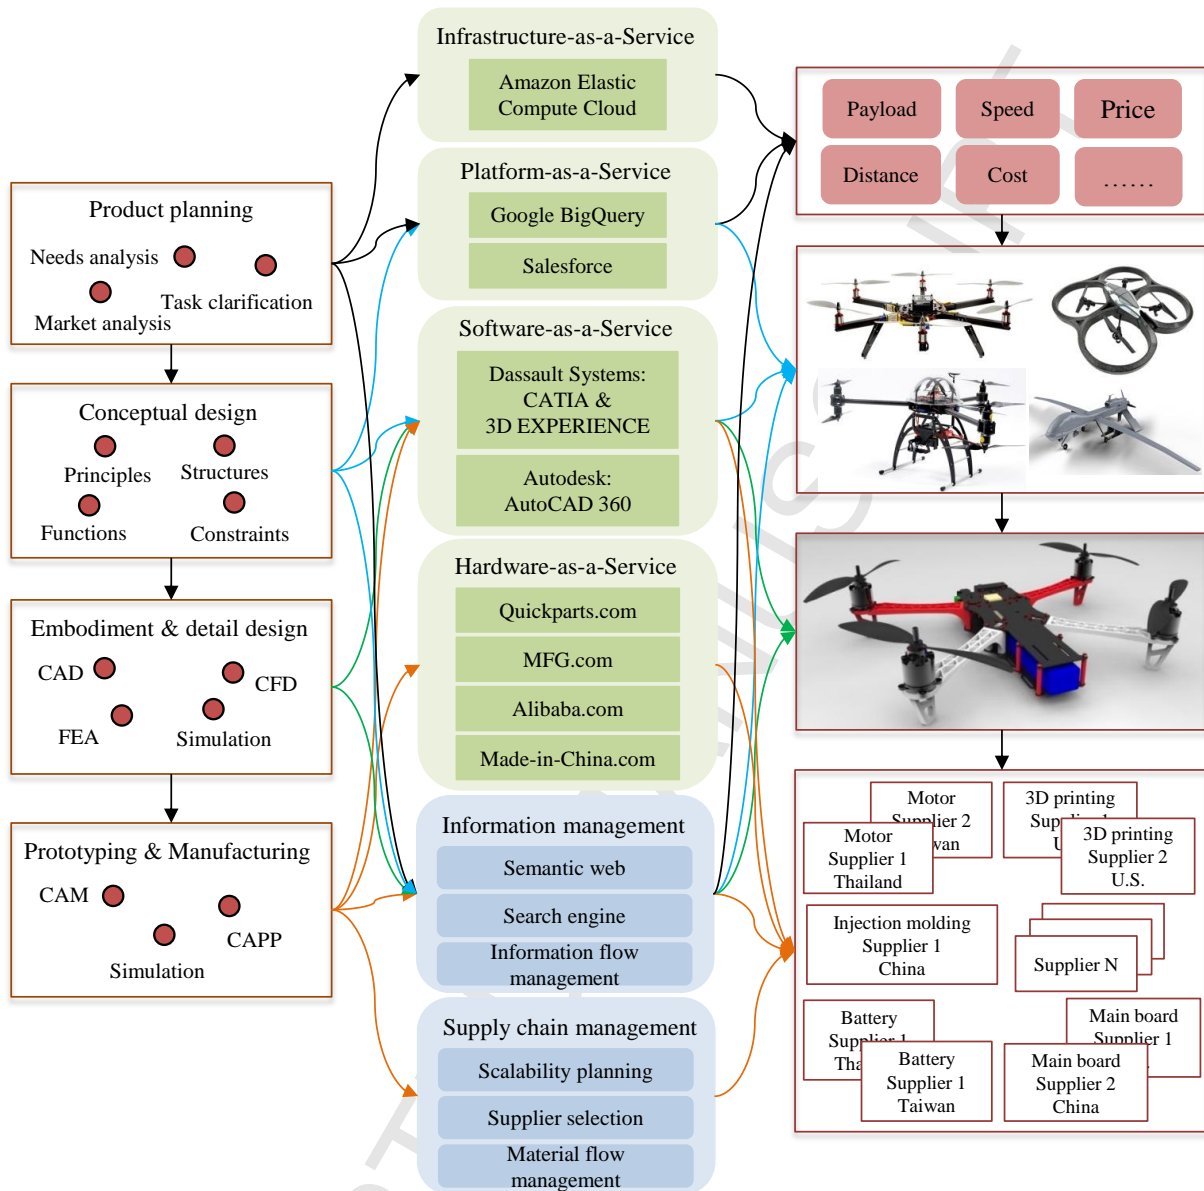 Product planning
Needs analysis
Task clarification
Market analysis
Conceptual design
Principles
Structures
Functions
Constraints
Embodiment & detail design
CAD
CFD
FEA
Simulation
Prototyping & Manufacturing
CAM
CAPP
Simulation
Infrastructure-as-a-Service
Amazon Elastic
Compute Cloud
Platform-as-a-Service
Google BigQuery
Salesforce
Software-as-a-Service
Dassault Systems:
CATIA &
3D EXPERIENCE
Autodesk:
AutoCAD 360
Hardware-as-a-Service
Quickparts.com
MFG.com
Alibaba.com
Made-in-China.com
Information management
Semantic web
Search engine
Information flow
management
Supply chain management
Scalability planning
Supplier selection
Material flow
management
Payload
Speed
Price
Distance
Cost
……
Motor
Supplier 2
Motor
Supplier 1
Thailand
3D printing
3D printing
Supplier 2
U.S.
Injection molding
Supplier 1
China
Supplier N
Battery
Battery
Supplier 1
Taiwan
Main board
Supplier 1
Main board
Supplier 2
China